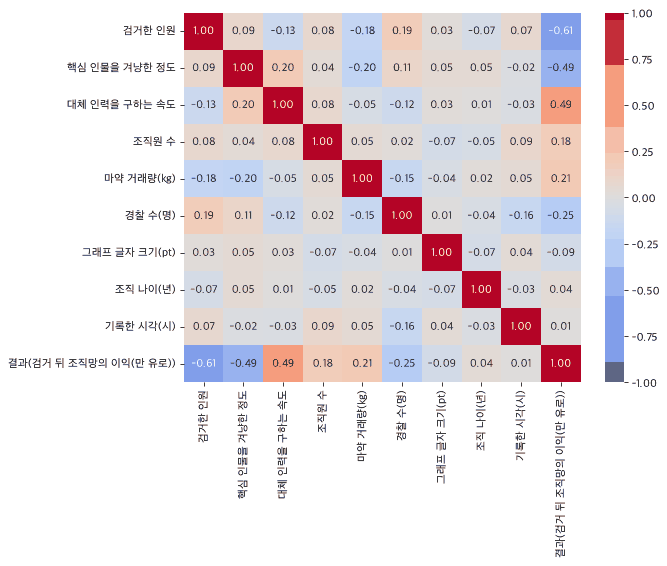 검거한 인원 1.00 0.09 -0.13 0.08 -0.18 0.19 0.03 -0.07 0.07 -0.61
핵심 인물을 겨냥한 정도 0.09 1.00 0.20 0.04 -0.20 0.11 0.05 0.05 -0.02 -0.49
대체 인력을 구하는 속도 -0.13 0.20 1.00 0.08 -0.05 -0.12 0.03 0.01 -0.03 0.49
조직원 수 0.08 0.04 0.08 1.00 0.05 0.02 -0.07 -0.05 0.09 0.18
마약 거래량(kg) -0.18 -0.20 -0.05 0.05 1.00 -0.15 -0.04 0.02 0.05 0.21
경찰 수(명) 0.19 0.11 -0.12 0.02 -0.15 1.00 0.01 -0.04 -0.16 -0.25
그래프 글자 크기(pt) 0.03 0.05 0.03 -0.07 -0.04 0.01 1.00 -0.07 0.04 -0.09
조직 나이(년) -0.07 0.05 0.01 -0.05 0.02 -0.04 -0.07 1.00 -0.03 0.04
기록한 시각(시) 0.07 -0.02 -0.03 0.09 0.05 -0.16 0.04 -0.03 1.00 0.01
결과(검거 뒤 조직망의 이익(만 유로)) -0.61 -0.49 0.49 0.18 0.21 -0.25 -0.09 0.04 0.01 1.00
검거한 인원
핵심 인물을 겨냥한 정도
대체 인력을 구하는 속도
조직원 수
마약 거래량(kg)
경찰 수(명)
그래프 글자 크기(pt)
조직 나이(년)
기록한 시각(시)
결과(검거 뒤 조직망의 이익(만 유로))
1.00
0.75
0.50
0.25
0.00
-0.25
-0.50
-0.75
-1.00